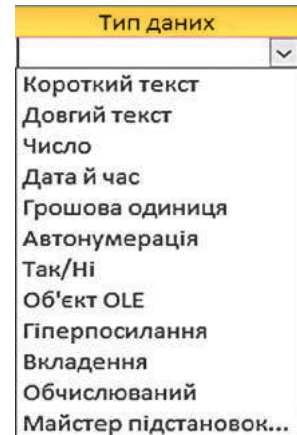 Тип даних
Короткий текст
Довгий текст
Число
Дата й час
Грошова одиниця
Автонумерація
Так/Ні
Об'єкт OLE
Гіперпосилання
Вкладення
Обчислюваний
Майстер підстановок...